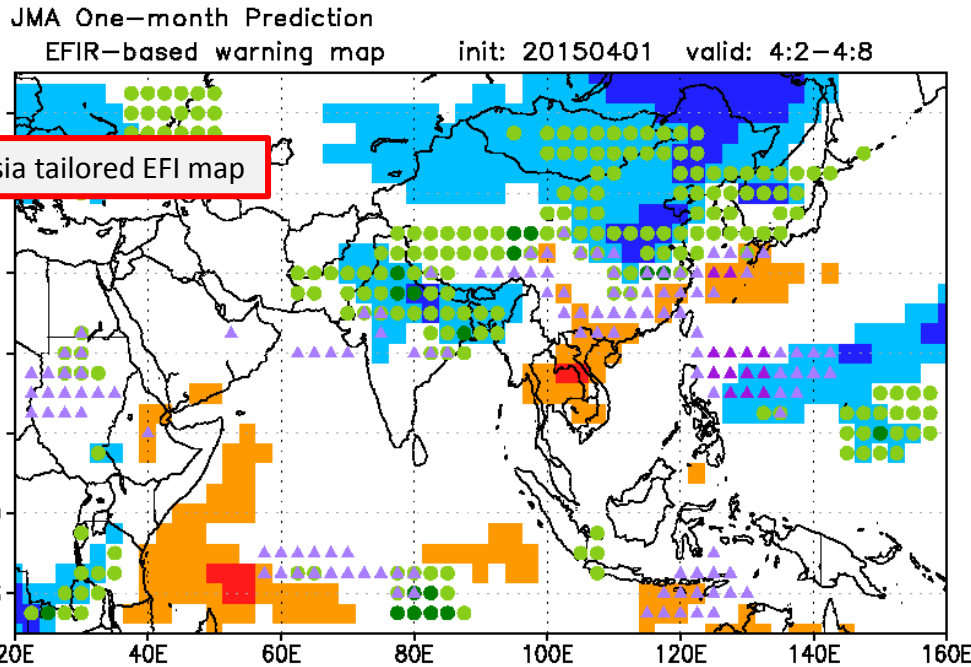 JMA One-month Prediction
EFIR-based warning map init: 20150401 valid: 4:2-4:8
sia tailored EFI map
20E 40E 60E 80E 100E 120E 140E 160E